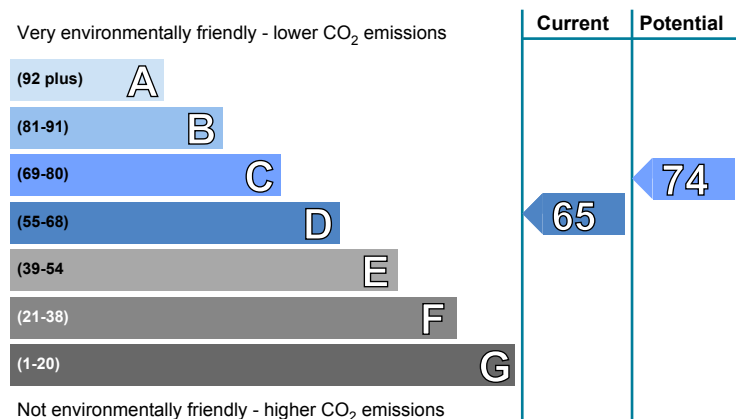 Current Potential
Very environmentally friendly - lower CO2 emissions
(92 plus) A
(81-91) B
(69-80) C
74
(55-68) D
65
(39-54 E
(21-38) F
(1-20) G
Not environmentally friendly - higher CO2 emissions